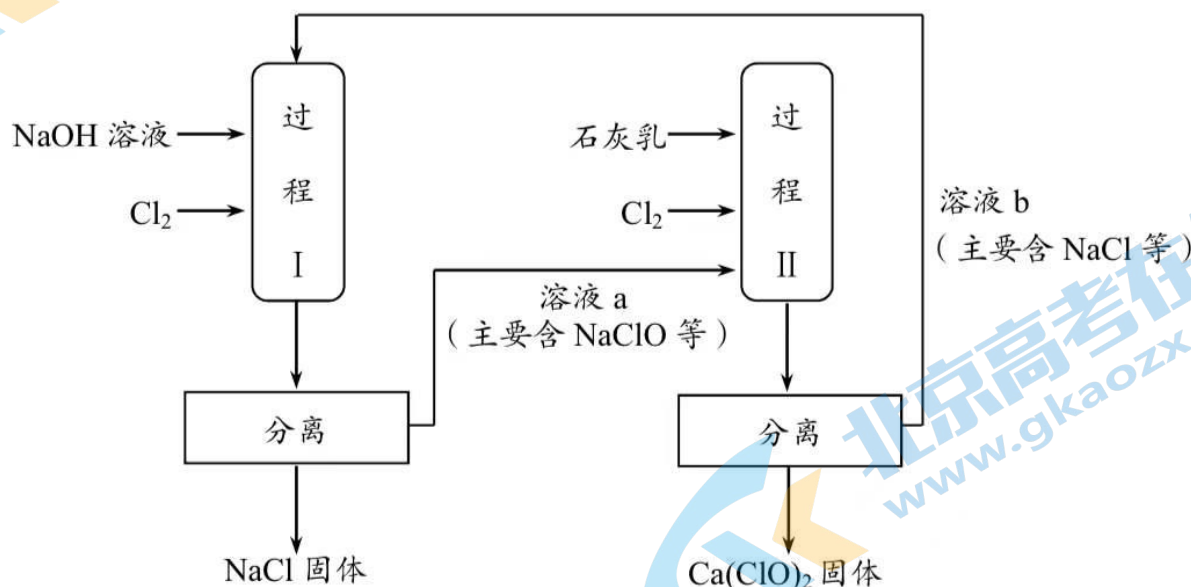 NaOH 溶液
Cl₂
过
程
I
分离
NaCl 固体
溶液 a
（主要含 NaClO 等）
石灰乳
Cl₂
过
程
II
分离
Ca(ClO)₂ 固体
溶液 b
（主要含 NaCl 等）
北京高考在
www.gkaozx